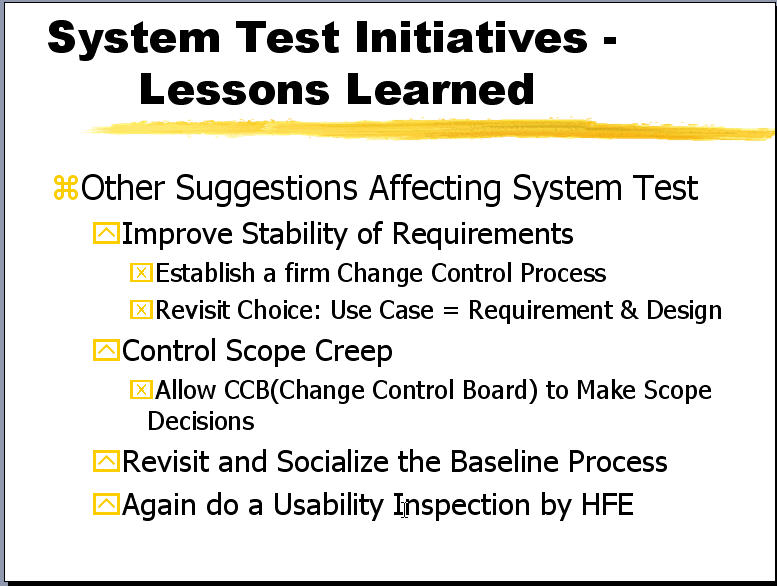 System Test Initiatives -
Lessons Learned
Other Suggestions Affecting System Test
Improve Stability of Requirements
Establish a firm Change Control Process
Revisit Choice: Use Case = Requirement & Design
Control Scope Creep
Allow CCB(Change Control Board) to Make Scope
Decisions
Revisit and Socialize the Baseline Process
Again do a Usability Inspection by HFE